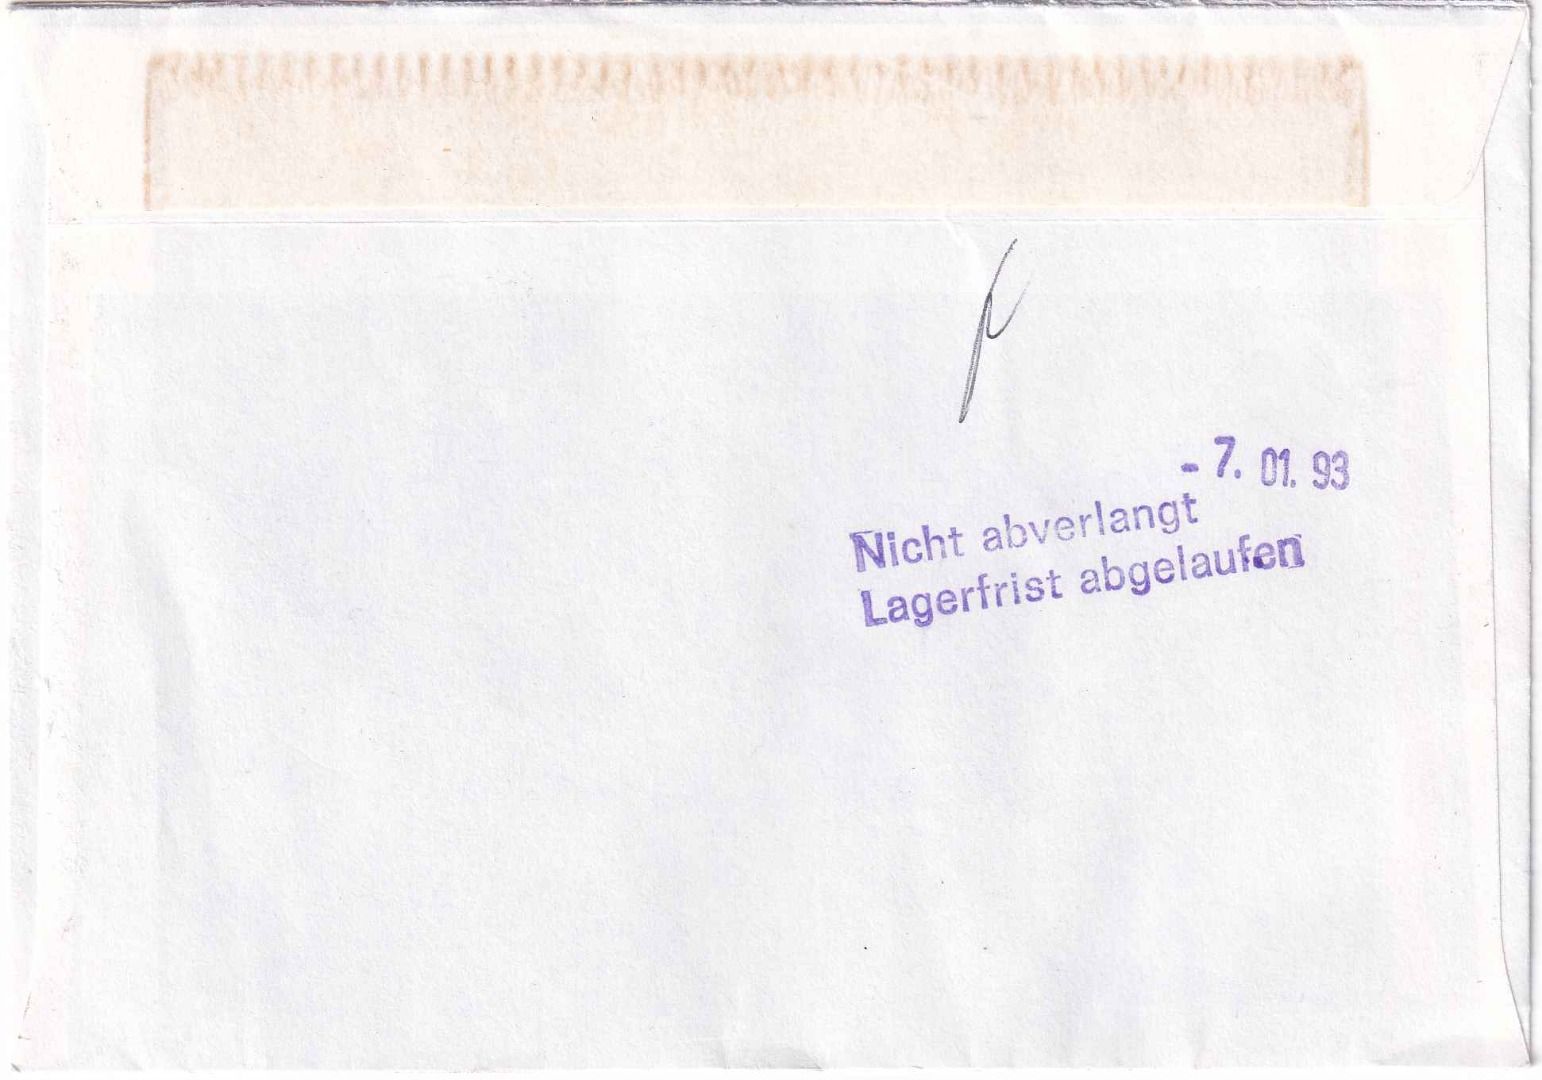 - 7. 01. 93
Nicht abverlangt
Lagerfrist abgelaufen